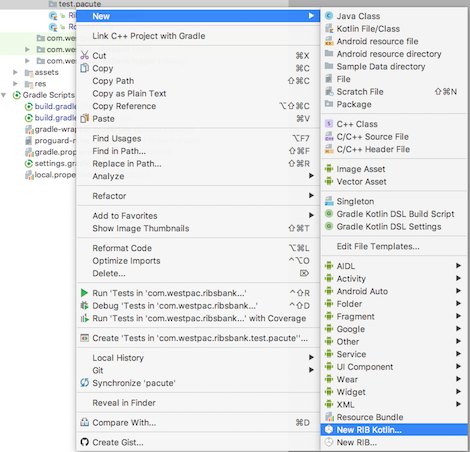 test.pacute
Ri
Ro
com.wes
com.wes
com.wes
assets
res
Gradle Scripts
build.gradle
build.gradle
gradle-wrap
proguard-r
gradle.prop
settings.gra
local.prope
New
Link C++ Project with Gradle
Cut ⌘X
Copy ⌘C
Copy Path ⇧⌘C
Copy as Plain Text
Copy Reference ⌥⇧⌘C
Paste ⌘V
Find Usages ⌥F7
Find in Path... ⇧⌘F
Replace in Path... ⇧⌘R
Analyze
Refactor
Add to Favorites
Show Image Thumbnails ⇧⌘T
Reformat Code ⌥⌘L
Optimize Imports ^⌥O
Delete... ⌦
Run 'Tests in 'com.westpac.ribsbank...' ^⇧R
Debug 'Tests in 'com.westpac.ribsbank...' ^⇧D
Run 'Tests in 'com.westpac.ribsbank...' with Coverage
Create 'Tests in 'com.westpac.ribsbank.test.pacute''...
Local History
Git
Synchronize 'pacute'
Reveal in Finder
Compare With... ⌘D
Create Gist...
Java Class
Kotlin File/Class
Android resource file
Android resource directory
Sample Data directory
File
Scratch File ⇧⌘N
Package
C++ Class
C/C++ Source File
C/C++ Header File
Image Asset
Vector Asset
Singleton
Gradle Kotlin DSL Build Script
Gradle Kotlin DSL Settings
Edit File Templates...
AIDL
Activity
Android Auto
Folder
Fragment
Google
Other
Service
UI Component
Wear
Widget
XML
Resource Bundle
New RIB Kotlin...
New RIB...